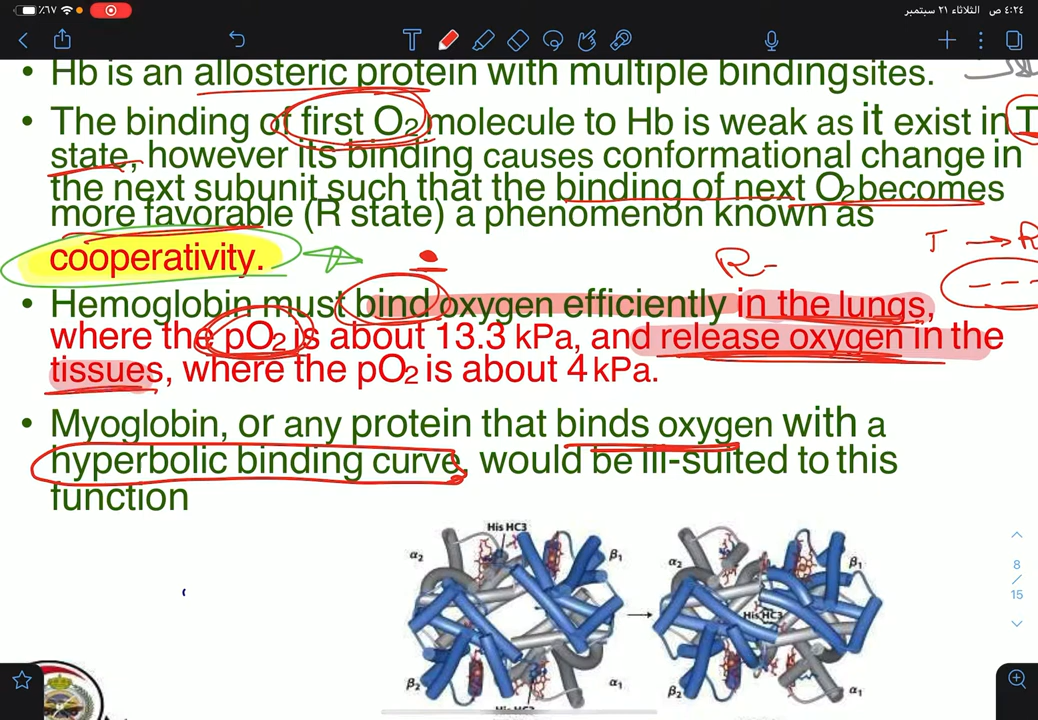 ٪٦٧
٤:٢٤ ص الثلاثاء ٢١ سبتمبر
T
• Hb is an allosteric protein with multiple binding sites.
• The binding of first O2 molecule to Hb is weak as it exist in T
state, however its binding causes conformational change in
the next subunit such that the binding of next O2 becomes
more favorable (R state) a phenomenon known as
cooperativity.
T → R
R-
• Hemoglobin must bind oxygen efficiently in the lungs,
where the pO2 is about 13.3 kPa, and release oxygen in the
tissues, where the pO2 is about 4 kPa.
• Myoglobin, or any protein that binds oxygen with a
hyperbolic binding curve, would be ill-suited to this
function
His HC3
α2 β1 α2 β1
His HC3
β2 α1 β2 α1
His HC3
8
/
15